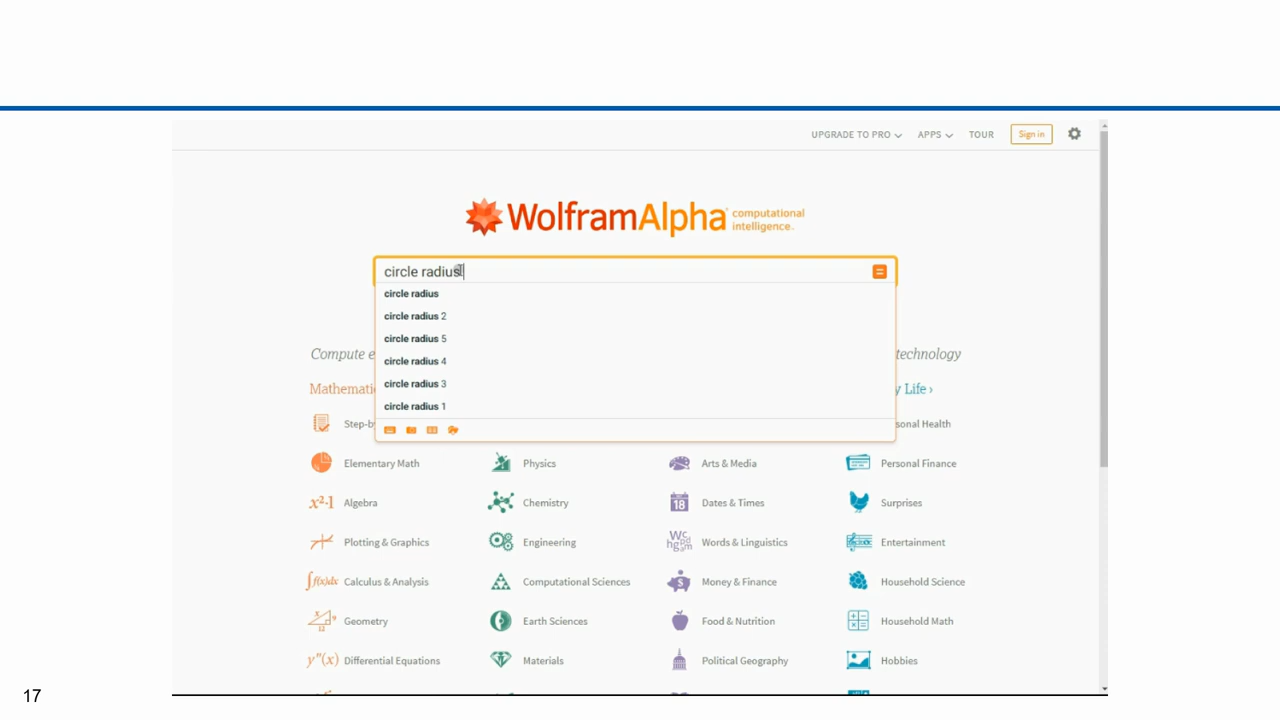 UPGRADE TO PRO APPS TOUR Sign in
WolframAlpha computational intelligence.
circle radius
circle radius
circle radius 2
circle radius 5
circle radius 4
circle radius 3
circle radius 1
Compute e technology
Mathematic y Life ›
Step-b sonal Health
Elementary Math Physics Arts & Media Personal Finance
x²-1 Algebra Chemistry 18 Dates & Times Surprises
Plotting & Graphics Engineering Words & Linguistics Entertainment
∫f(x)dx Calculus & Analysis Computational Sciences $ Money & Finance Household Science
x 9 12 Geometry Earth Sciences Food & Nutrition Household Math
y″(x) Differential Equations Materials Political Geography Hobbies
17